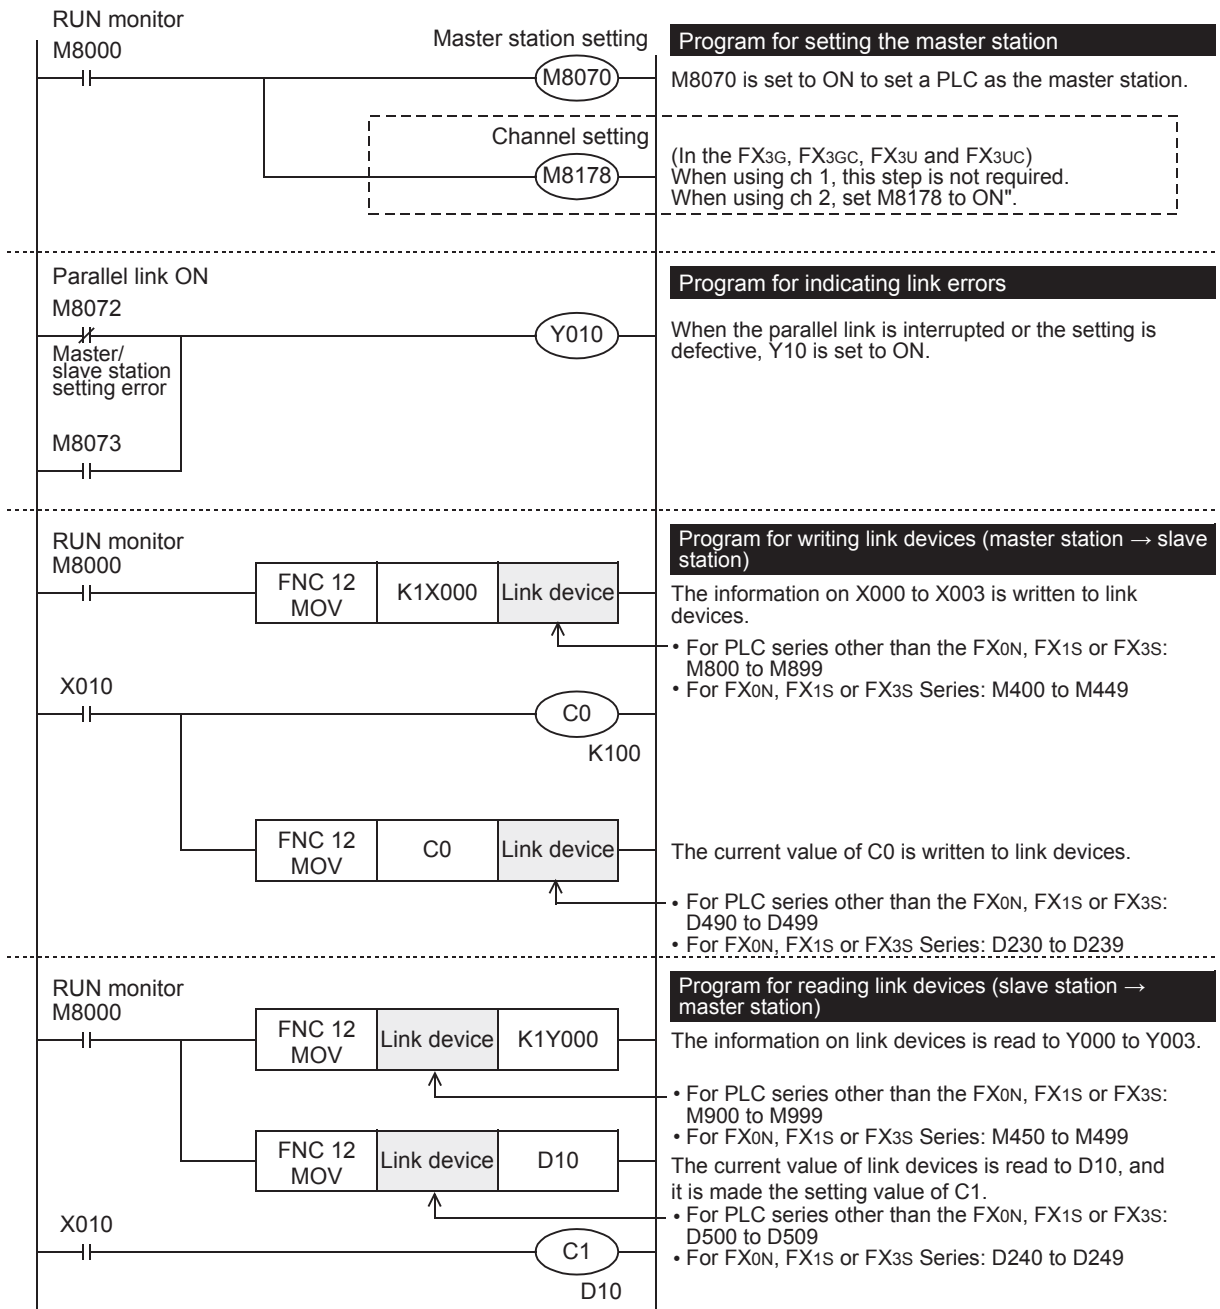 RUN monitor
M8000
Master station setting
M8070
Program for setting the master station
M8070 is set to ON to set a PLC as the master station.
Channel setting
M8178
(In the FX3G, FX3GC, FX3U and FX3UC)
When using ch 1, this step is not required.
When using ch 2, set M8178 to ON".
Parallel link ON
M8072
Master/
slave station
setting error
M8073
Y010
Program for indicating link errors
When the parallel link is interrupted or the setting is
defective, Y10 is set to ON.
RUN monitor
M8000
FNC 12
MOV
K1X000
Link device
Program for writing link devices (master station → slave
station)
The information on X000 to X003 is written to link
devices.
• For PLC series other than the FX0N, FX1S or FX3S:
M800 to M899
• For FX0N, FX1S or FX3S Series: M400 to M449
X010
C0
K100
FNC 12
MOV
C0
Link device
The current value of C0 is written to link devices.
• For PLC series other than the FX0N, FX1S or FX3S:
D490 to D499
• For FX0N, FX1S or FX3S Series: D230 to D239
RUN monitor
M8000
FNC 12
MOV
Link device
K1Y000
Program for reading link devices (slave station →
master station)
The information on link devices is read to Y000 to Y003.
• For PLC series other than the FX0N, FX1S or FX3S:
M900 to M999
• For FX0N, FX1S or FX3S Series: M450 to M499
FNC 12
MOV
Link device
D10
The current value of link devices is read to D10, and
it is made the setting value of C1.
• For PLC series other than the FX0N, FX1S or FX3S:
D500 to D509
• For FX0N, FX1S or FX3S Series: D240 to D249
X010
C1
D10